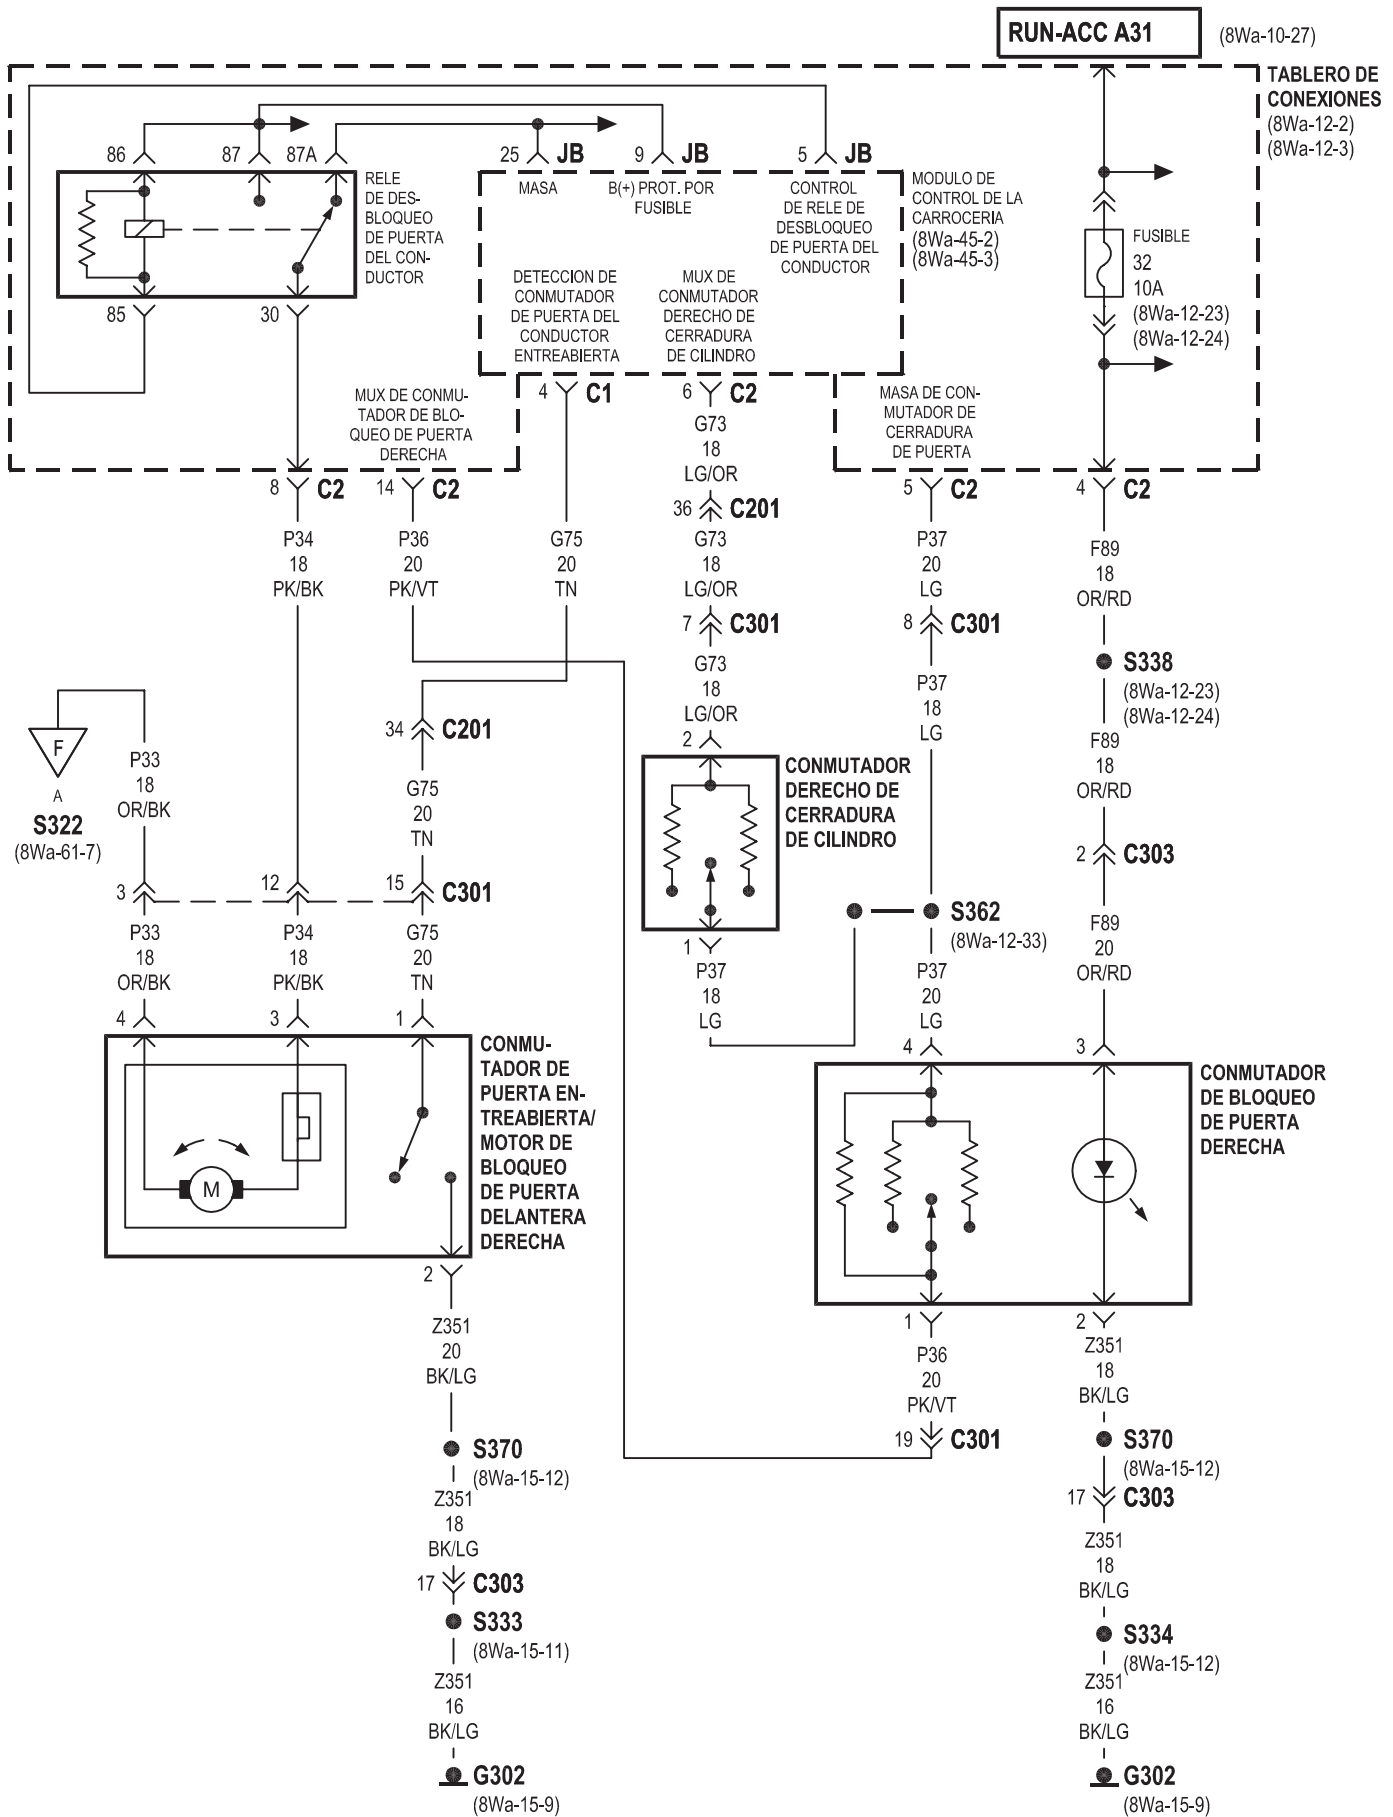 RUN-ACC A31
(8Wa-10-27)
TABLERO DE
CONEXIONES
(8Wa-12-2)
(8Wa-12-3)
86
87
87A
25 JB
9 JB
5 JB
RELE
DE DES-
BLOQUEO
DE PUERTA
DEL CON-
DUCTOR
MASA
B(+) PROT. POR
FUSIBLE
CONTROL
DE RELE DE
DESBLOQUEO
DE PUERTA DEL
CONDUCTOR
MODULO DE
CONTROL DE LA
CARROCERIA
(8Wa-45-2)
(8Wa-45-3)
FUSIBLE
32
10A
(8Wa-12-23)
(8Wa-12-24)
DETECCION DE
CONMUTADOR
DE PUERTA DEL
CONDUCTOR
ENTREABIERTA
MUX DE
CONMUTADOR
DERECHO DE
CERRADURA
DE CILINDRO
85
30
4 C1
6 C2
MUX DE CONMU-
TADOR DE BLO-
QUEO DE PUERTA
DERECHA
MASA DE CON-
MUTADOR DE
CERRADURA
DE PUERTA
G73
18
LG/OR
8 C2
14 C2
36 C201
5 C2
4 C2
P34
18
PK/BK
P36
20
PK/VT
G75
20
TN
G73
18
LG/OR
P37
20
LG
F89
18
OR/RD
7 C301
8 C301
S338
(8Wa-12-23)
(8Wa-12-24)
G73
18
LG/OR
P37
18
LG
F
A
S322
(8Wa-61-7)
P33
18
OR/BK
34 C201
2
F89
18
OR/RD
G75
20
TN
CONMUTADOR
DERECHO DE
CERRADURA
DE CILINDRO
2 C303
3
12
15 C301
S362
(8Wa-12-33)
P33
18
OR/BK
P34
18
PK/BK
G75
20
TN
1
P37
18
LG
P37
20
LG
F89
20
OR/RD
4
3
1
4
3
CONMU-
TADOR DE
PUERTA EN-
TREABIERTA/
MOTOR DE
BLOQUEO
DE PUERTA
DELANTERA
DERECHA
M
CONMUTADOR
DE BLOQUEO
DE PUERTA
DERECHA
2
1
2
Z351
20
BK/LG
P36
20
PK/VT
Z351
18
BK/LG
S370
(8Wa-15-12)
19 C301
S370
(8Wa-15-12)
Z351
18
BK/LG
17 C303
17 C303
Z351
18
BK/LG
S333
(8Wa-15-11)
S334
(8Wa-15-12)
Z351
16
BK/LG
Z351
16
BK/LG
G302
(8Wa-15-9)
G302
(8Wa-15-9)